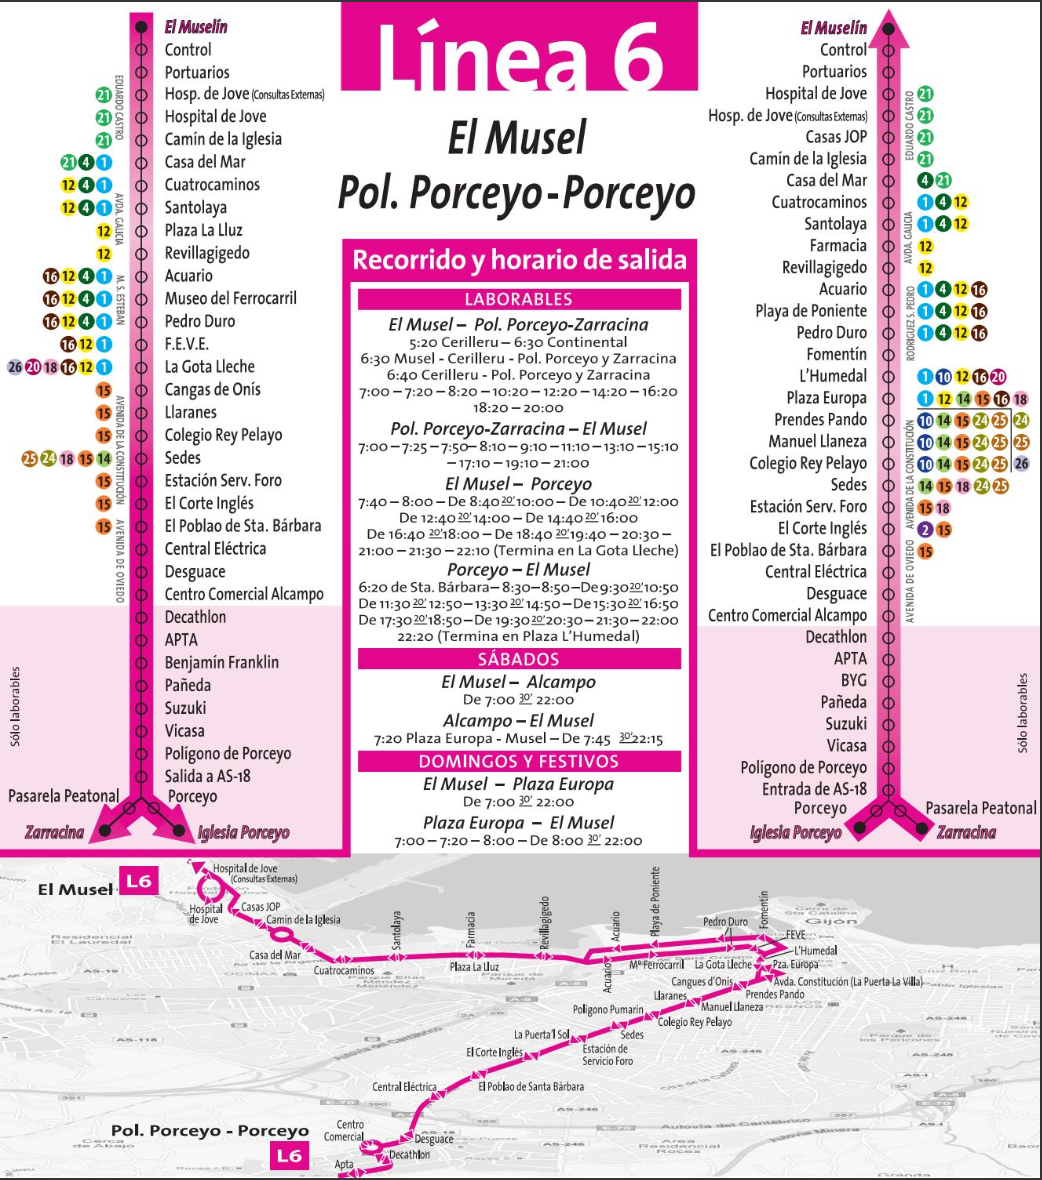 Línea 6
El Musel
Pol. Porceyo-Porceyo
El Muselín
Control
Portuarios
21 Hosp. de Jove (Consultas Externas)
21 Hospital de Jove
21 Camín de la Iglesia
21 4 1 Casa del Mar
12 4 1 Cuatrocaminos
12 4 1 Santolaya
12 Plaza La Lluz
12 Revillagigedo
16 12 4 1 Acuario
16 12 4 1 Museo del Ferrocarril
16 12 4 1 Pedro Duro
16 12 1 F.E.V.E.
26 20 18 16 12 1 La Gota Lleche
15 Cangas de Onís
15 Llaranes
15 Colegio Rey Pelayo
25 24 18 15 14 Sedes
15 Estación Serv. Foro
15 El Corte Inglés
15 El Poblao de Sta. Bárbara
Central Eléctrica
Desguace
Centro Comercial Alcampo
Decathlon
APTA
Benjamín Franklin
Pañeda
Suzuki
Vicasa
Polígono de Porceyo
Salida a AS-18
Pasarela Peatonal
Porceyo
Zarracina
Iglesia Porceyo
EDUARDO CASTRO
AVDA. GALICIA
M. S. ESTEBAN
AVENIDA DE LA CONSTITUCIÓN
AVENIDA DE OVIEDO
Sólo laborables
Recorrido y horario de salida
LABORABLES
El Musel – Pol. Porceyo-Zarracina
5:20 Cerilleru – 6:30 Continental
6:30 Musel - Cerilleru - Pol. Porceyo y Zarracina
6:40 Cerilleru - Pol. Porceyo y Zarracina
7:00 – 7:20 – 8:20 – 10:20 – 12:20 – 14:20 – 16:20
18:20 – 20:00
Pol. Porceyo-Zarracina – El Musel
7:00 – 7:25 – 7:50 – 8:10 – 9:10 – 11:10 – 13:10 – 15:10
– 17:10 – 19:10 – 21:00
El Musel – Porceyo
7:40 – 8:00 – De 8:40 20' 10:00 – De 10:40 20' 12:00
De 12:40 20' 14:00 – De 14:40 20' 16:00
De 16:40 20' 18:00 – De 18:40 20' 19:40 – 20:30 –
21:00 – 21:30 – 22:10 (Termina en La Gota Lleche)
Porceyo – El Musel
6:20 de Sta. Bárbara – 8:30 – 8:50 – De 9:30 20' 10:50
De 11:30 20' 12:50 – 13:30 20' 14:50 – De 15:30 20' 16:50
De 17:30 20' 18:50 – De 19:30 20' 20:30 – 21:30 – 22:00
22:20 (Termina en Plaza L'Humedal)
SÁBADOS
El Musel – Alcampo
De 7:00 30' 22:00
Alcampo – El Musel
7:20 Plaza Europa - Musel – De 7:45 30' 22:15
DOMINGOS Y FESTIVOS
El Musel – Plaza Europa
De 7:00 30' 22:00
Plaza Europa – El Musel
7:00 – 7:20 – 8:00 – De 8:00 30' 22:00
El Muselín
Control
Portuarios
Hospital de Jove 21
Hosp. de Jove (Consultas Externas) 21
Casas JOP 21
Camín de la Iglesia 21
Casa del Mar 4 21
Cuatrocaminos 1 4 12
Santolaya 1 4 12
Farmacia 12
Revillagigedo 12
Acuario 1 4 12 16
Playa de Poniente 1 4 12 16
Pedro Duro 1 4 12 16
Fomentín
L'Humedal 1 10 12 16 20
Plaza Europa 1 12 14 15 16 18
Prendes Pando 10 14 15 24 25 24
Manuel Llaneza 10 14 15 24 25 25
Colegio Rey Pelayo 10 14 15 24 25 26
Sedes 14 15 18 24 25
Estación Serv. Foro 15 18
El Corte Inglés 2 15
El Poblao de Sta. Bárbara 15
Central Eléctrica
Desguace
Centro Comercial Alcampo
Decathlon
APTA
BYG
Pañeda
Suzuki
Vicasa
Polígono de Porceyo
Entrada de AS-18
Porceyo
Pasarela Peatonal
Iglesia Porceyo
Zarracina
EDUARDO CASTRO
AVDA. GALICIA
RODRIGUEZ S. PEDRO
AVENIDA DE LA CONSTITUCIÓN
AVENIDA DE OVIEDO
Sólo laborables
El Musel L6
Hospital de Jove
(Consultas Externas)
Hospital
de Jove
Casas JOP
Camin de la Iglesia
Casa del Mar
Cuatrocaminos
Santolaya
Farmacia
Plaza La Lluz
Revillagigedo
Acuario
Acuario
Playa de Poniente
Mº Ferrocarril
Pedro Duro
Fomentín
FEVE
L'Humedal
La Gota Lleche
Pza. Europa
Cangues d'Onis
Avda. Constitución (La Puerta La Villa)
Prendes Pando
Llaranes
Manuel Llaneza
Polígono Pumarin
Colegio Rey Pelayo
Sedes
La Puerta'l Sol
Estación de
Servicio Foro
El Corte Inglés
El Poblao de Santa Bárbara
Central Eléctrica
Centro
Comercial
Desguace
Decathlon
Apta
Pol. Porceyo - Porceyo
L6
Gijón
Residencial
El Lauredal
AS-19
AS-118
AS-246
AS-246
Autovía del Cantábrico
Autovía Minera
Area
Residencial
Roces
Cerca
de Abajo
Granda